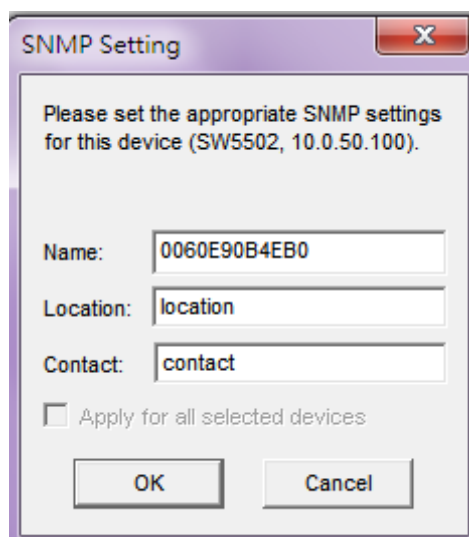 SNMP Setting
Please set the appropriate SNMP settings
for this device (SW5502, 10.0.50.100).
Name: 0060E90B4EB0
Location: location
Contact: contact
Apply for all selected devices
OK Cancel